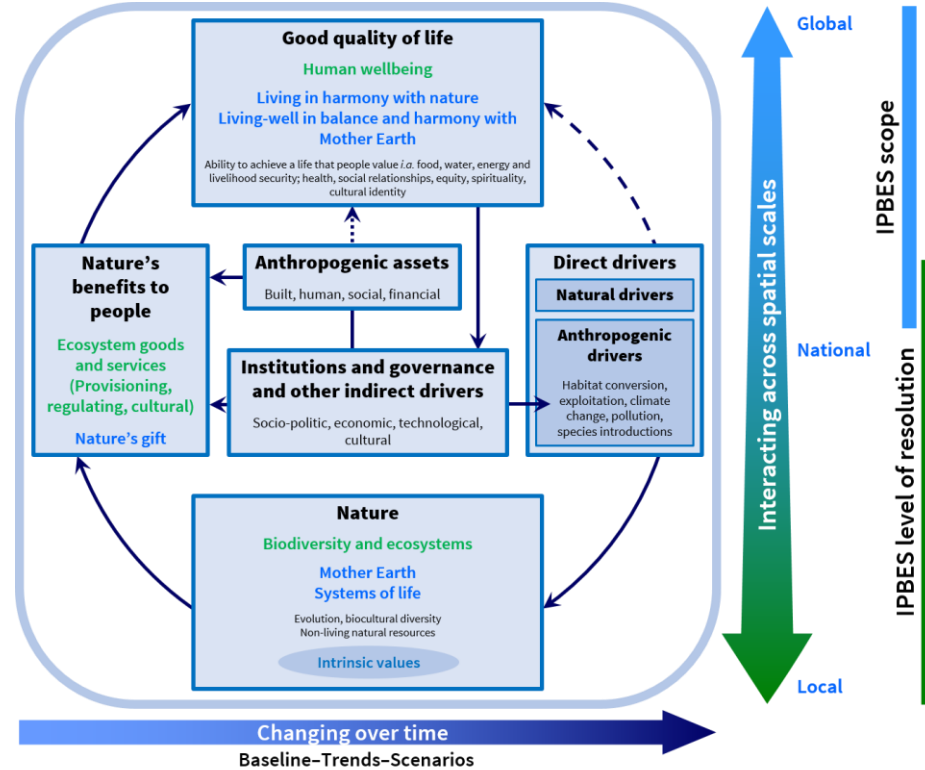 Good quality of life
Human wellbeing
Living in harmony with nature
Living-well in balance and harmony with
Mother Earth
Ability to achieve a life that people value i.a. food, water, energy and
livelihood security; health, social relationships, equity, spirituality,
cultural identity
Nature's
benefits to
people
Ecosystem goods
and services
(Provisioning,
regulating, cultural)
Nature's gift
Anthropogenic assets
Built, human, social, financial
Institutions and governance
and other indirect drivers
Socio-politic, economic, technological,
cultural
Direct drivers
Natural drivers
Anthropogenic
drivers
Habitat conversion,
exploitation, climate
change, pollution,
species introductions
Nature
Biodiversity and ecosystems
Mother Earth
Systems of life
Evolution, biocultural diversity
Non-living natural resources
Intrinsic values
Changing over time
Baseline–Trends–Scenarios
Global
National
Local
Interacting across spatial scales
IPBES scope
IPBES level of resolution